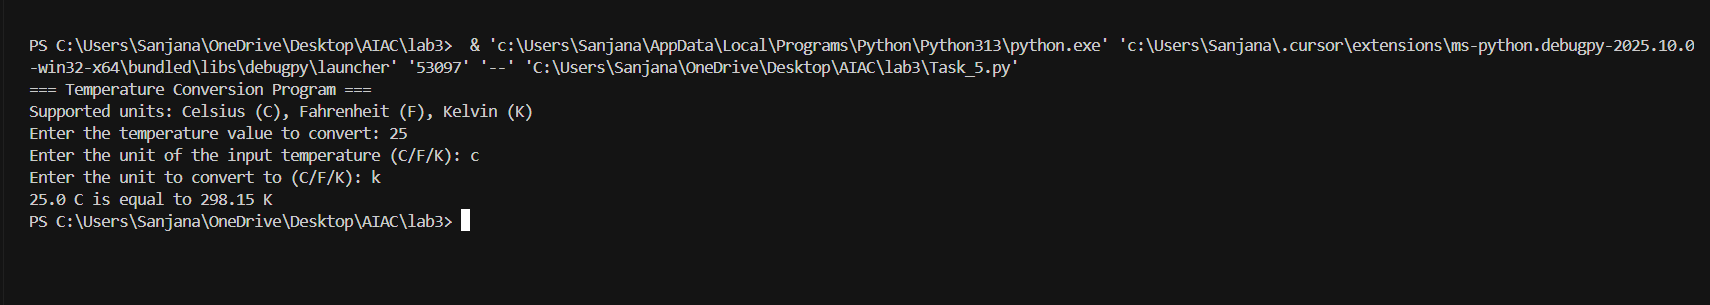 PS C:\Users\Sanjana\OneDrive\Desktop\AIAC\lab3>  & 'c:\Users\Sanjana\AppData\Local\Programs\Python\Python313\python.exe' 'c:\Users\Sanjana\.cursor\extensions\ms-python.debugpy-2025.10.0
-win32-x64\bundled\libs\debugpy\launcher' '53097' '--' 'C:\Users\Sanjana\OneDrive\Desktop\AIAC\lab3\Task_5.py'
=== Temperature Conversion Program ===
Supported units: Celsius (C), Fahrenheit (F), Kelvin (K)
Enter the temperature value to convert: 25
Enter the unit of the input temperature (C/F/K): c
Enter the unit to convert to (C/F/K): k
25.0 C is equal to 298.15 K
PS C:\Users\Sanjana\OneDrive\Desktop\AIAC\lab3>